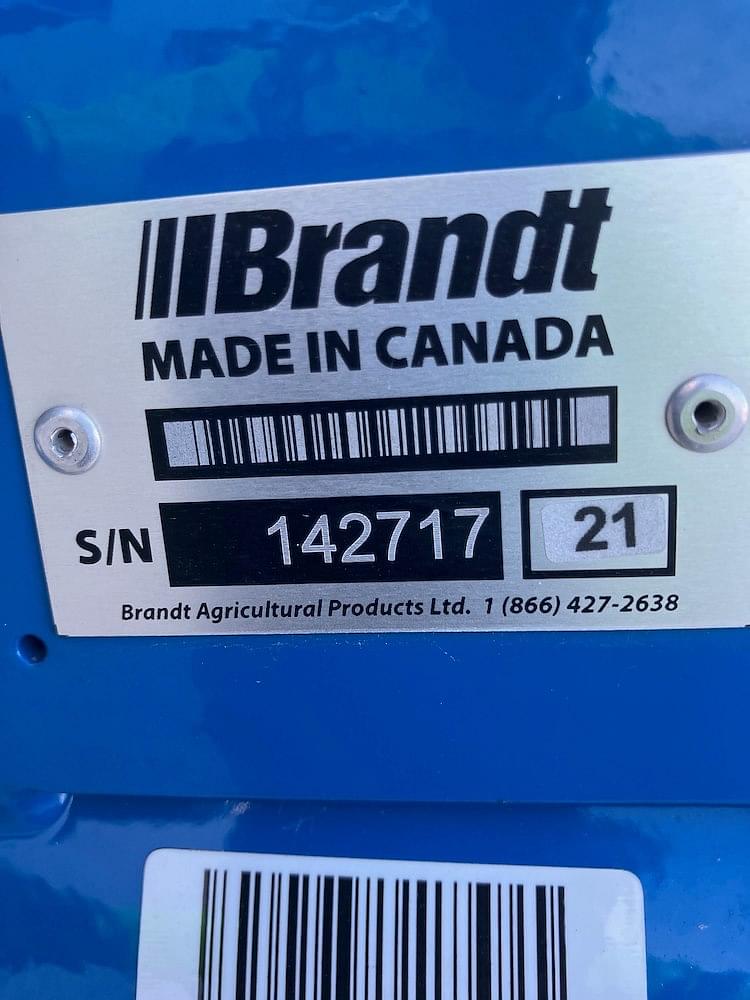 Brandt
MADE IN CANADA
S/N 142717 21
Brandt Agricultural Products Ltd. 1 (866) 427-2638